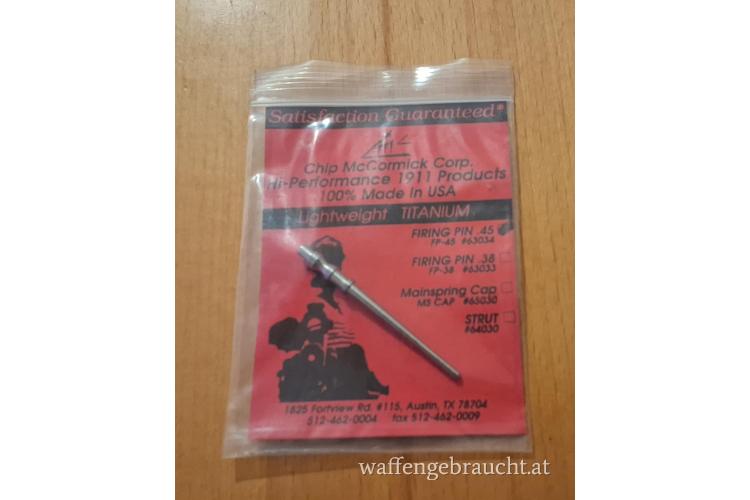 Satisfaction Guaranteed®
CMC
Chip McCormick Corp.
Hi-Performance 1911 Products
100% Made In USA
Lightweight TITANIUM
FIRING PIN .45
FP-45 #63034
FIRING PIN .38
FP-38 #63033
Mainspring Cap
MS CAP #65030
STRUT
#64030
1825 Fortview Rd. #115, Austin, TX 78704
512-462-0004 fax 512-462-0009
waffengebraucht.at